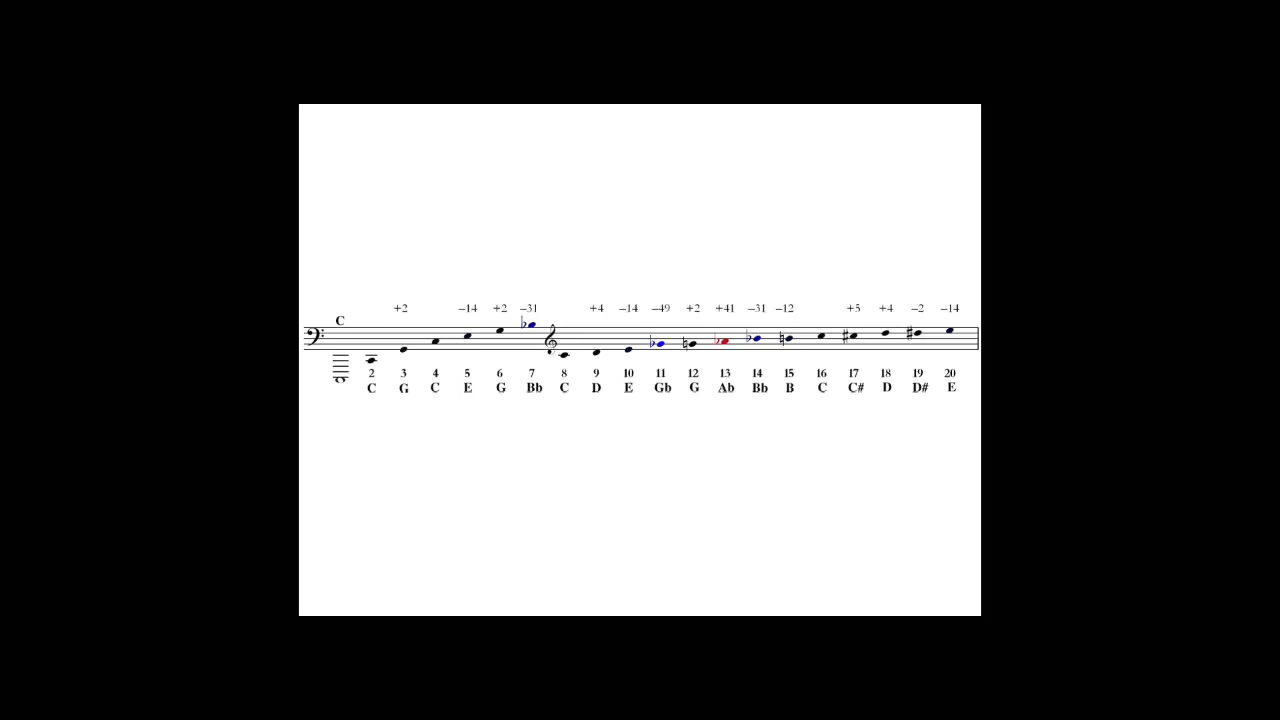 +2 –14 +2 –31 +4 –14 –49 +2 +41 –31 –12 +5 +4 –2 –14
C
2 3 4 5 6 7 8 9 10 11 12 13 14 15 16 17 18 19 20
C G C E G Bb C D E Gb G Ab Bb B C C# D D# E